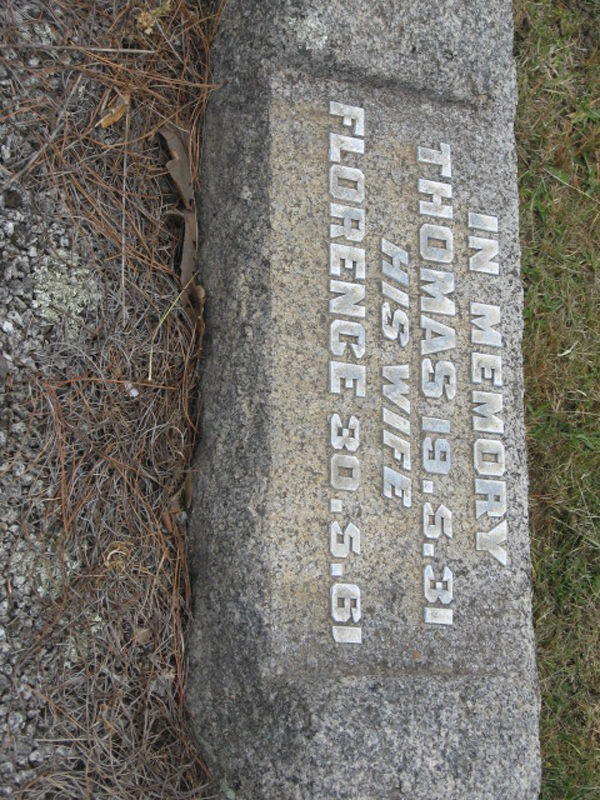 IN MEMORY
THOMAS 19.5.31
HIS WIFE
FLORENCE 30.5.61